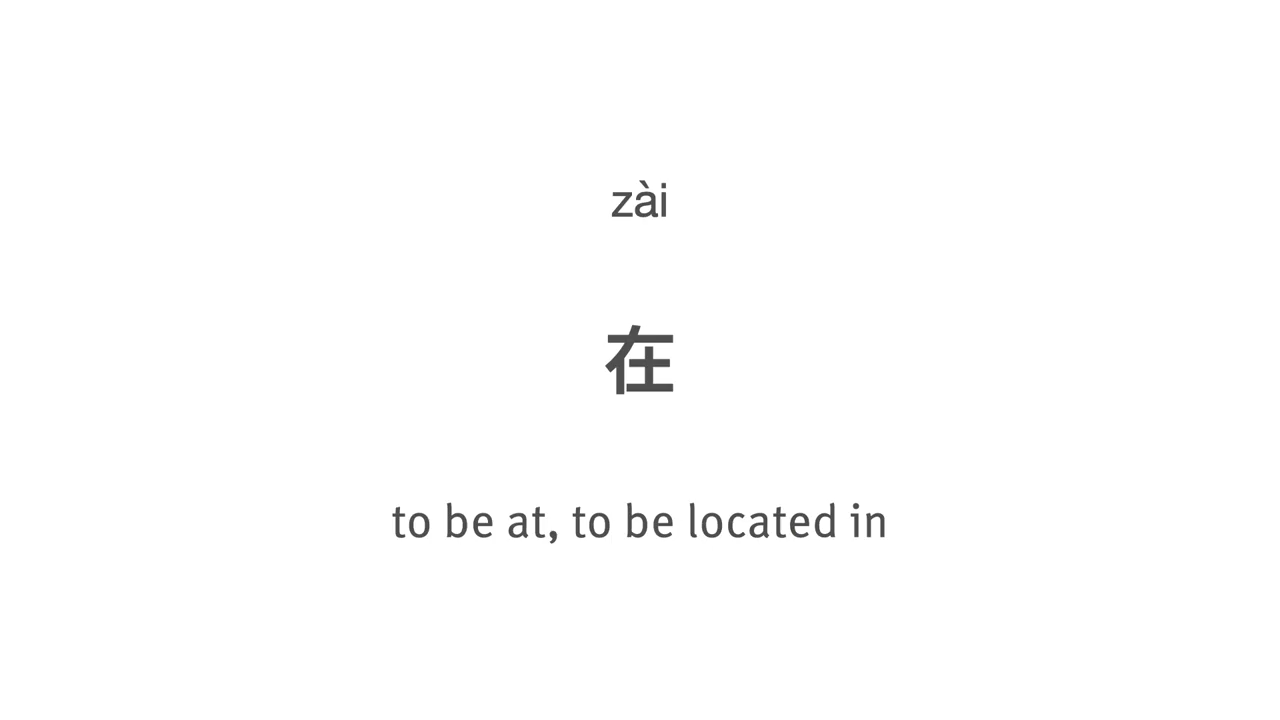 zài
在
to be at, to be located in